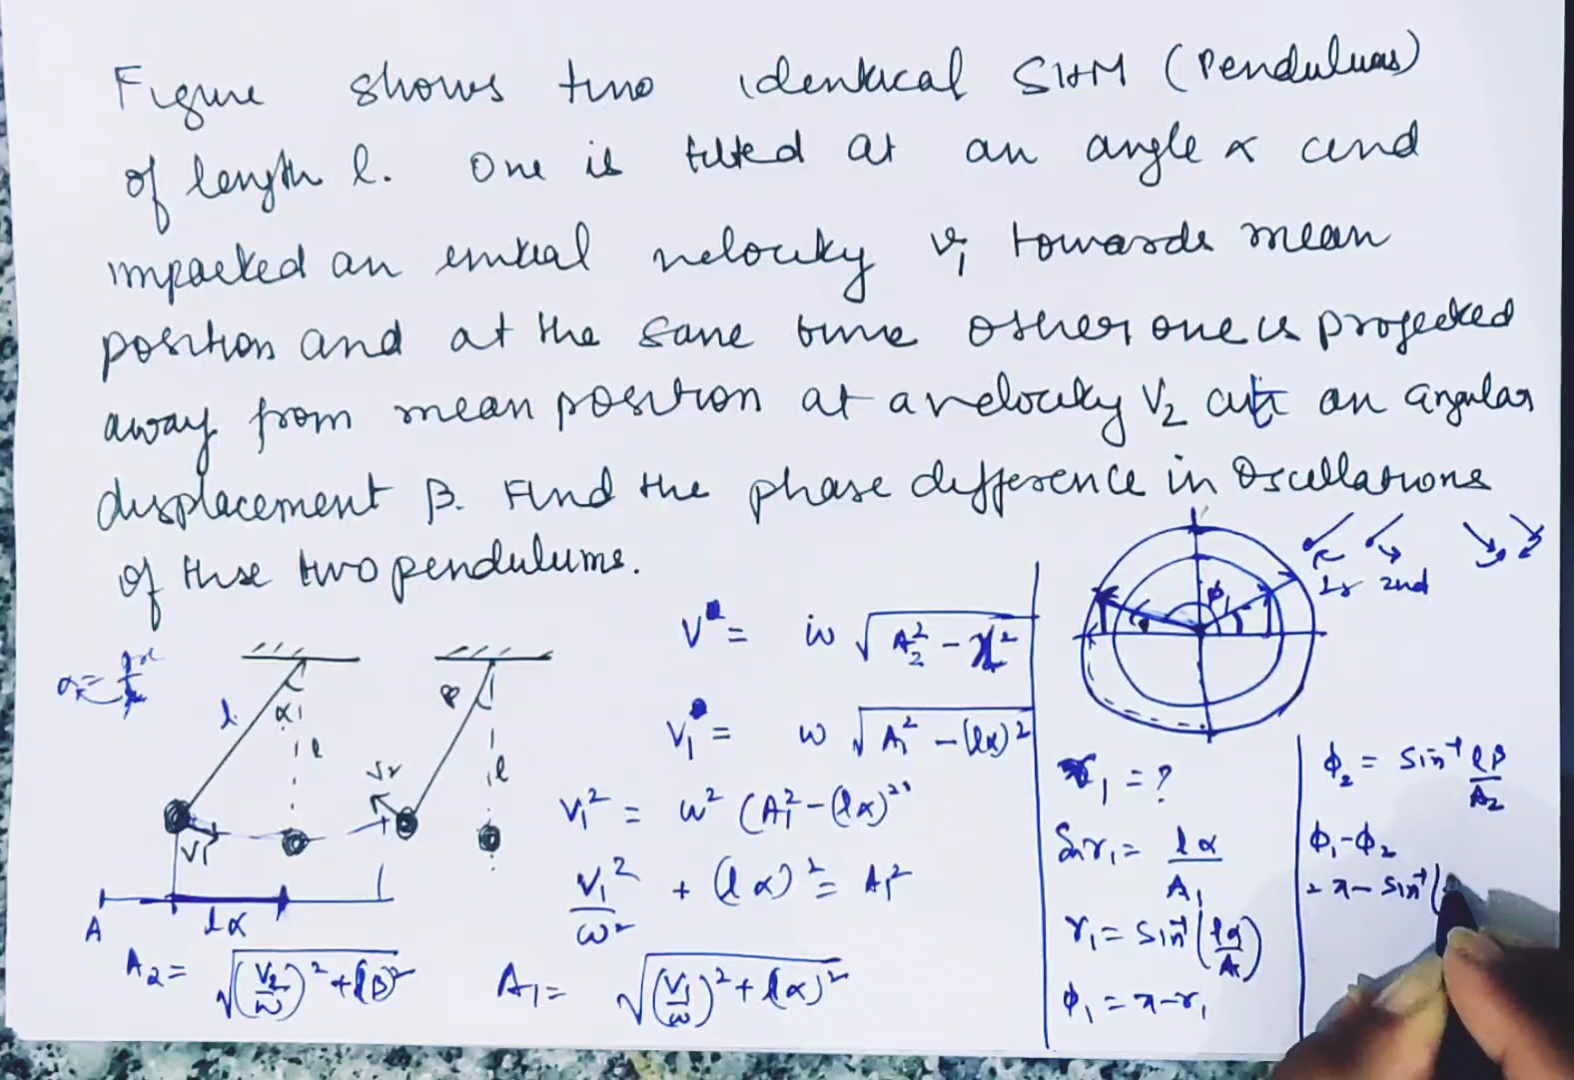 Figure shows two identical SHM (Pendulums)
of length l. One is tilted at an angle α and
imparted an initial velocity v₁ towards mean
position and at the same time other one is projected
away from mean position at a velocity V₂ at an angular
displacement β. Find the phase difference in Oscillations
of these two pendulums.
1st 2nd
V = ω √(A₂² - x²)
V₁ = ω √(A₁² - (lα)²)
V₁² = ω² (A₁² - (lα)²)
V₁²/ω² + (lα)² = A₁²
A₁ = √((V₁/ω)² + (lα)²)
l α l V₁
β l V₂
A lα
A₂ = √((V₂/ω)² + (lβ)²)
φ₁
r₁ = ?
Sin r₁ = lα/A₁
r₁ = Sin⁻¹(lα/A₁)
φ₁ = π - r₁
φ₂ = Sin⁻¹ lβ/A₂
φ₁ - φ₂
= π - Sin⁻¹(